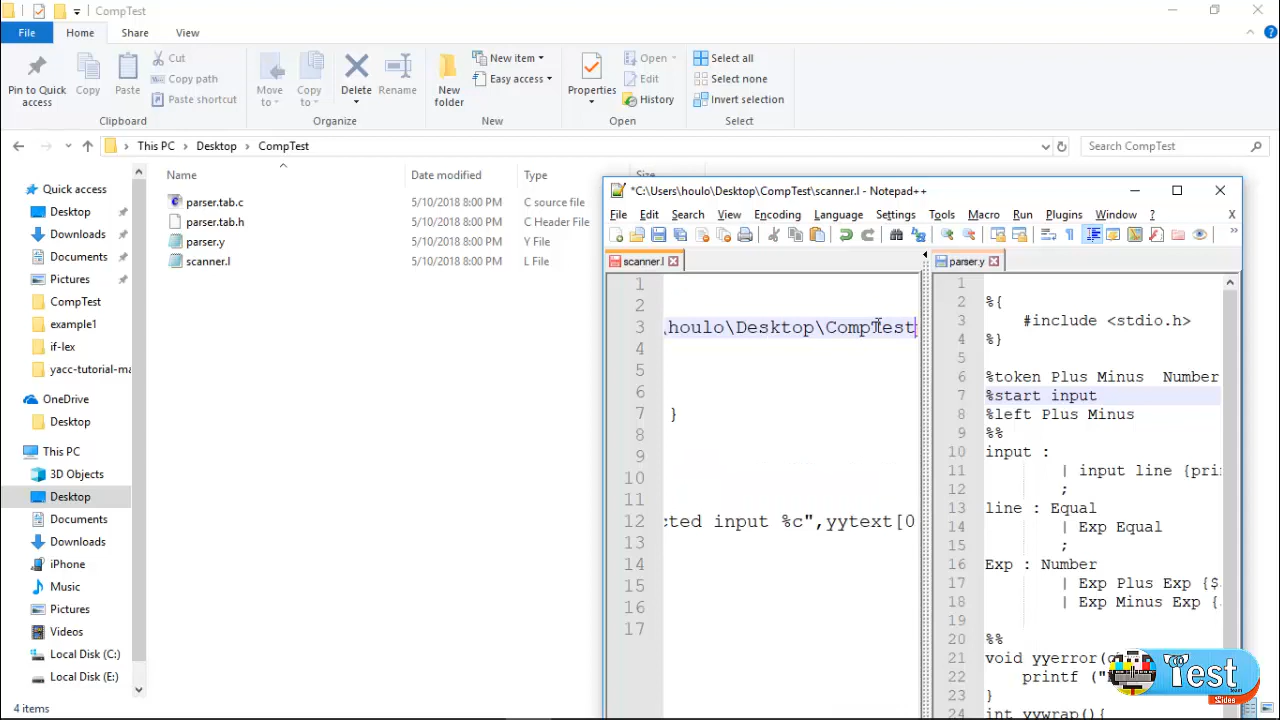 CompTest
File Home Share View
Pin to Quick access
Copy
Paste
Cut
Copy path
Paste shortcut
Clipboard
Move to
Copy to
Delete
Rename
Organize
New folder
New item
Easy access
New
Properties
Open
Edit
History
Open
Select all
Select none
Invert selection
Select
This PC > Desktop > CompTest
Search CompTest
Name Date modified Type Size
parser.tab.c 5/10/2018 8:00 PM C source file
parser.tab.h 5/10/2018 8:00 PM C Header File
parser.y 5/10/2018 8:00 PM Y File
scanner.l 5/10/2018 8:00 PM L File
Quick access
Desktop
Downloads
Documents
Pictures
CompTest
example1
if-lex
yacc-tutorial-ma
OneDrive
Desktop
This PC
3D Objects
Desktop
Documents
Downloads
iPhone
Music
Pictures
Videos
Local Disk (C:)
Local Disk (E:)
4 items
*C:\Users\houlo\Desktop\CompTest\scanner.l - Notepad++
File Edit Search View Encoding Language Settings Tools Macro Run Plugins Window ? X
scanner.l
1
2
3 \houlo\Desktop\CompTest
4
5
6
7 }
8
9
10
11
12 cted input %c",yytext[0
13
14
15
16
17
parser.y
1
2 %{
3 #include <stdio.h>
4 %}
5
6 %token Plus Minus Number
7 %start input
8 %left Plus Minus
9 %%
10 input :
11 | input line {pri
12 ;
13 line : Equal
14 | Exp Equal
15 ;
16 Exp : Number
17 | Exp Plus Exp {$
18 | Exp Minus Exp {
19
20 %%
21 void yyerror(
22 printf ("
23 }
24 int yywrap(){
Test
team
Sides